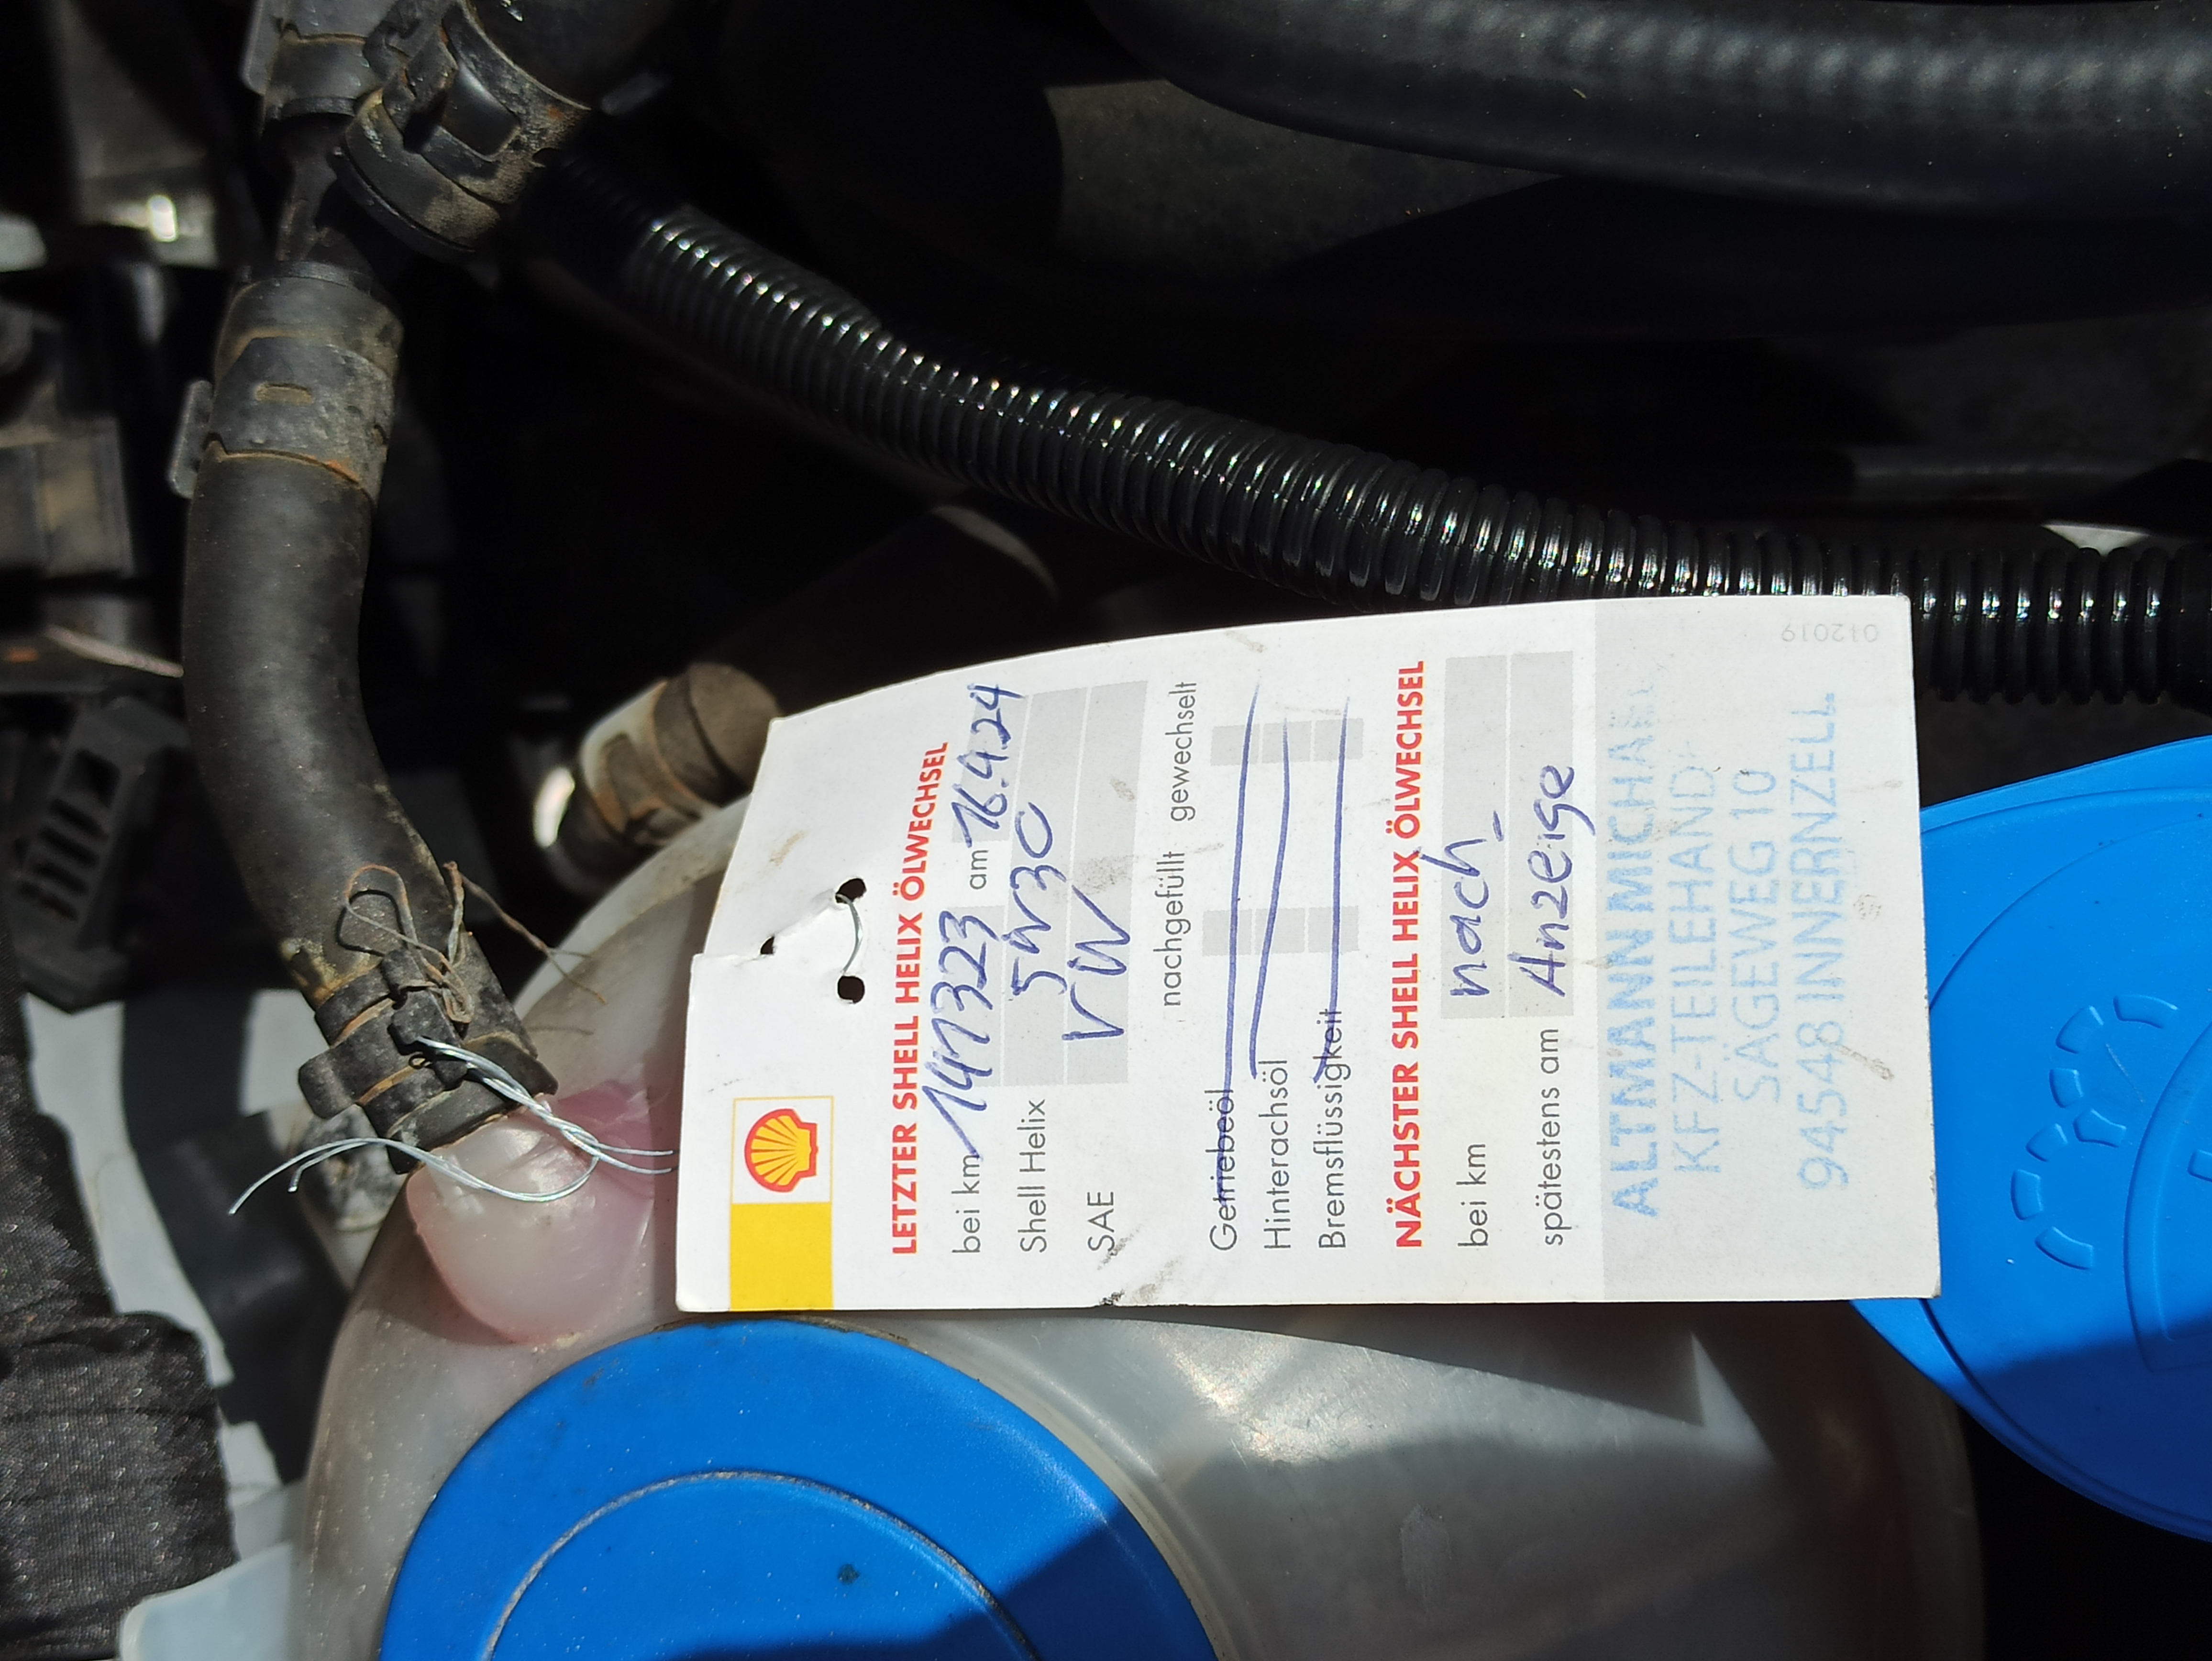 LETZTER SHELL HELIX ÖLWECHSEL
bei km 147323 am 16.4.24
Shell Helix 5W30
SAE VW
nachgefüllt gewechselt
Getriebeöl
Hinterachsöl
Bremsflüssigkeit
NÄCHSTER SHELL HELIX ÖLWECHSEL
bei km nach
spätestens am Anzeige
ALTMANN MICHAEL
KFZ-TEILEHAND
SÄGEWEG 10
94548 INNERNZELL
012019